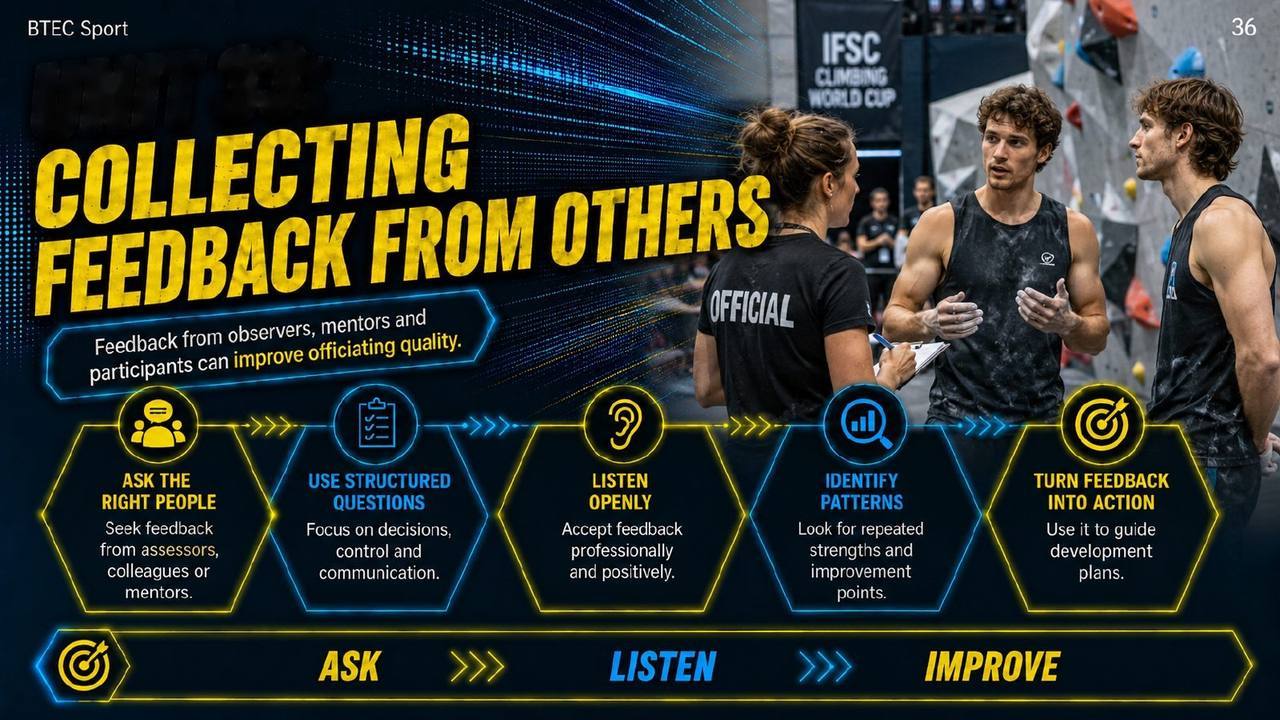 BTEC Sport
36
IFSC
CLIMBING
WORLD CUP
COLLECTING
FEEDBACK FROM OTHERS
OFFICIAL
Feedback from observers, mentors and
participants can improve officiating quality.
ASK THE
RIGHT PEOPLE
Seek feedback
from assessors,
colleagues or
mentors.
USE STRUCTURED
QUESTIONS
Focus on decisions,
control and
communication.
LISTEN
OPENLY
Accept feedback
professionally
and positively.
IDENTIFY
PATTERNS
Look for repeated
strengths and
improvement
points.
TURN FEEDBACK
INTO ACTION
Use it to guide
development
plans.
ASK
LISTEN
IMPROVE